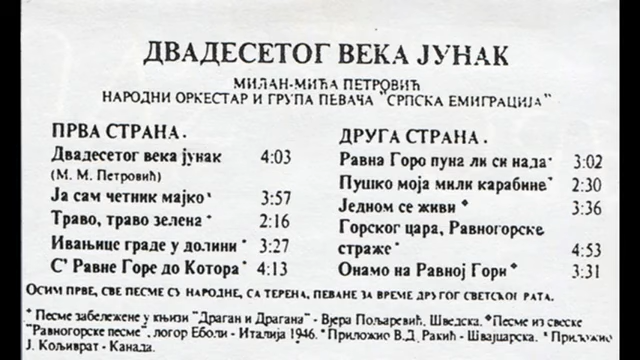 ДВАДЕСЕТОГ ВЕКА ЈУНАК
МИЛАН-МИЋА ПЕТРОВИЋ
НАРОДНИ ОРКЕСТАР И ГРУПА ПЕВАЧА "СРПСКА ЕМИГРАЦИЈА"
ПРВА СТРАНА.
Двадесетог века јунак 4:03
(М. М. Петровић)
Ја сам четник мајко* 3:57
Траво, траво зелена* 2:16
Ивањице граде у долини* 3:27
С' Равне Горе до Котора* 4:13
ДРУГА СТРАНА.
Равна Горо пуна ли си нада* 3:02
Пушко моја мили карабине* 2:30
Једном се живи* 3:36
Горског цара, Равногорске
страже* 4:53
Онамо на Равној Гори* 3:31
ОСИМ ПРВЕ, СВЕ ПЕСМЕ СУ НАРОДНЕ, СА ТЕРЕНА, ПЕВАНЕ ЗА ВРЕМЕ ДРУГОГ СВЕТСКОГ РАТА.
* Песме забележене у књизи "Драган и Драгана" - Вјера Пољаревић, Шведска. *Песме из свеске
"Равногорске песме", логор Еболи - Италија 1946. *Приложио В.Д. Ракић - Швајцарска. *Приложио
Ј. Кољиврат - Канада.